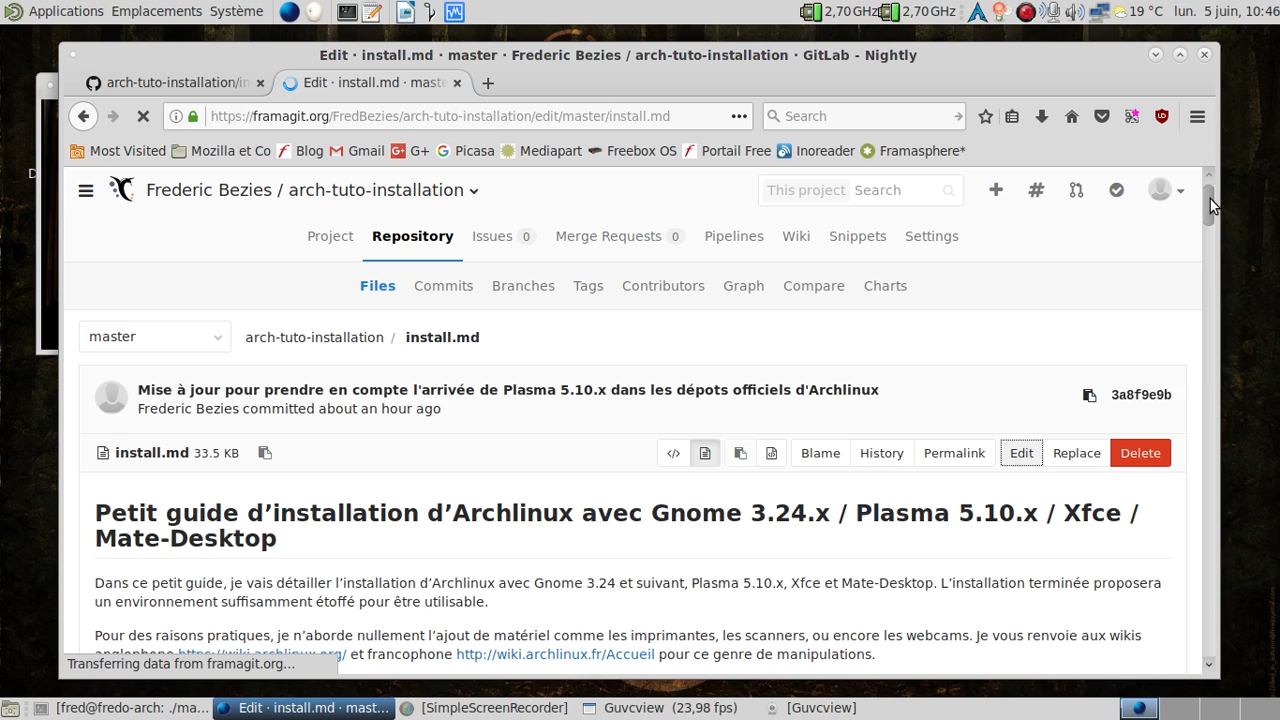 Applications Emplacements Système 2,70 GHz 2,70 GHz 19 °C lun. 5 juin, 10:46
Edit · install.md · master · Frederic Bezies / arch-tuto-installation · GitLab - Nightly
arch-tuto-installation/in Edit · install.md · maste
https://framagit.org/FredBezies/arch-tuto-installation/edit/master/install.md Search
Most Visited Mozilla et Co Blog Gmail G+ Picasa Mediapart Freebox OS Portail Free Inoreader Framasphere*
Frederic Bezies / arch-tuto-installation This project Search
Project Repository Issues 0 Merge Requests 0 Pipelines Wiki Snippets Settings
Files Commits Branches Tags Contributors Graph Compare Charts
master arch-tuto-installation / install.md
Mise à jour pour prendre en compte l'arrivée de Plasma 5.10.x dans les dépots officiels d'Archlinux
Frederic Bezies committed about an hour ago
3a8f9e9b
install.md 33.5 KB Blame History Permalink Edit Replace Delete
Petit guide d’installation d’Archlinux avec Gnome 3.24.x / Plasma 5.10.x / Xfce /
Mate-Desktop
Dans ce petit guide, je vais détailler l’installation d’Archlinux avec Gnome 3.24 et suivant, Plasma 5.10.x, Xfce et Mate-Desktop. L’installation terminée proposera
un environnement suffisamment étoffé pour être utilisable.
Pour des raisons pratiques, je n’aborde nullement l’ajout de matériel comme les imprimantes, les scanners, ou encore les webcams. Je vous renvoie aux wikis
anglophone https://wiki.archlinux.org/ et francophone http://wiki.archlinux.fr/Accueil pour ce genre de manipulations.
Transferring data from framagit.org...
[fred@fredo-arch: ./ma... Edit · install.md · mast... [SimpleScreenRecorder] Guvcview (23,98 fps) [Guvcview]